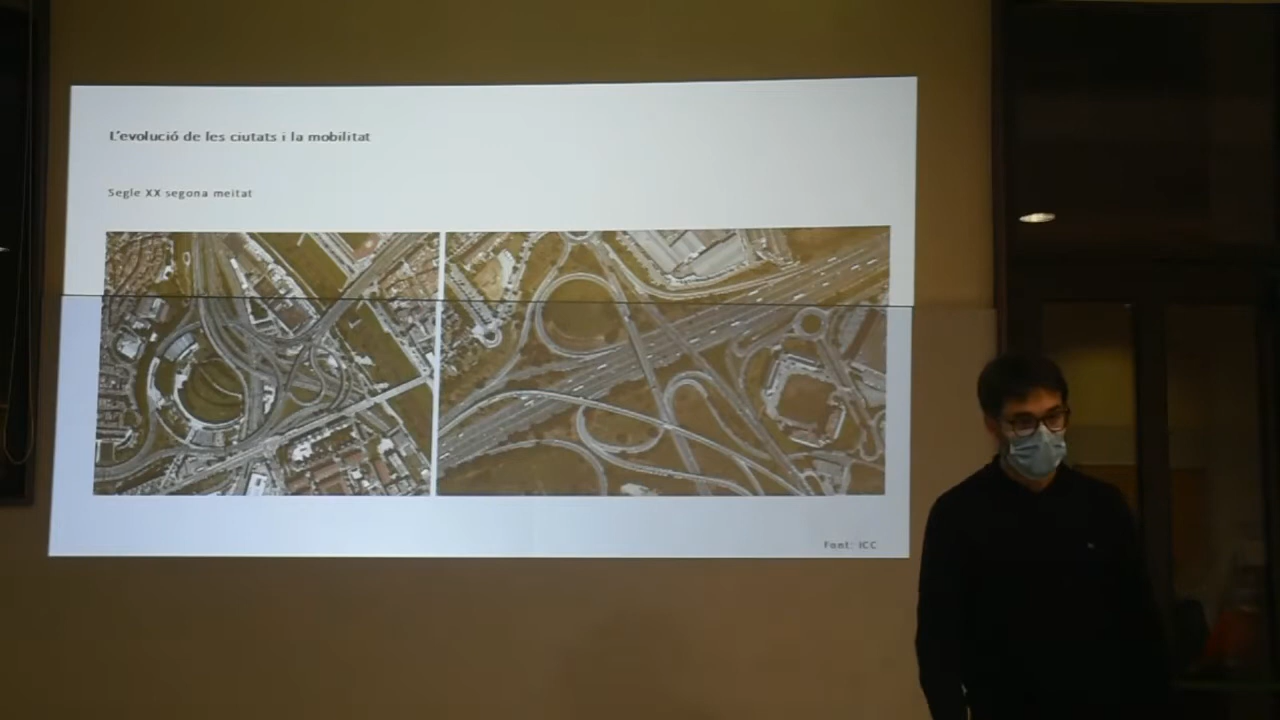 L'evolució de les ciutats i la mobilitat
Segle XX segona meitat
Font: ICC